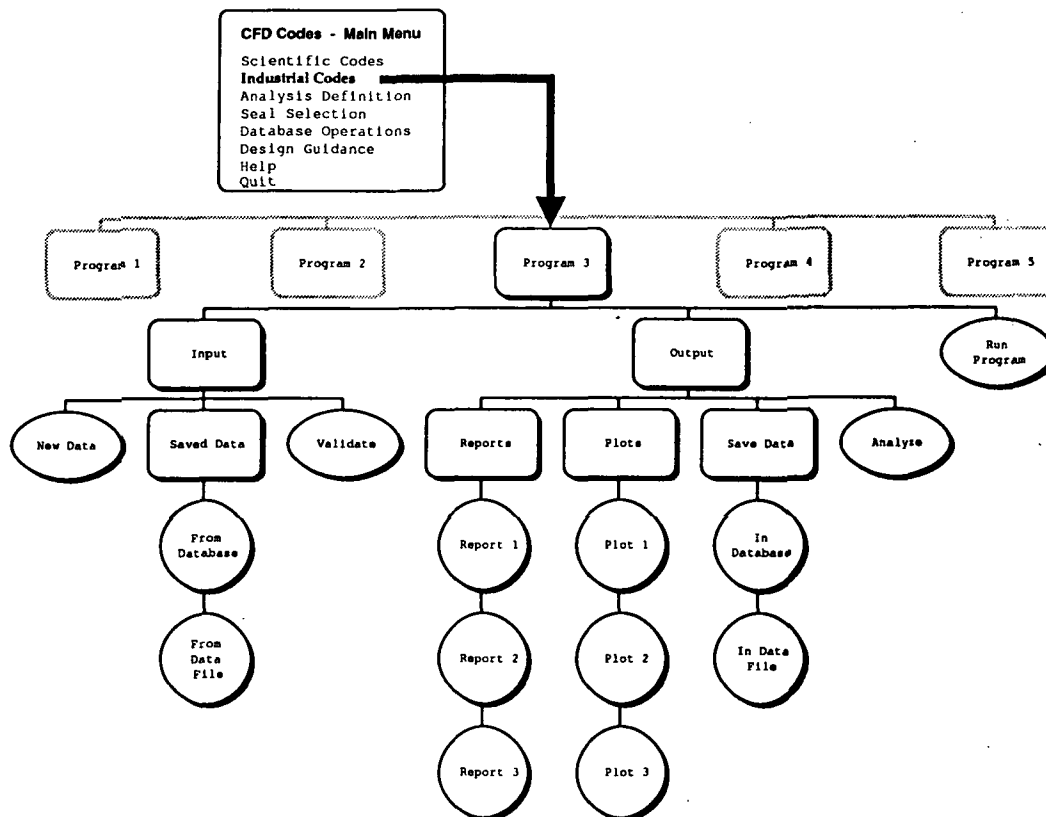 CFD Codes - Main Menu
Scientific Codes
Industrial Codes
Analysis Definition
Seal Selection
Database Operations
Design Guidance
Help
Quit
Program 1
Program 2
Program 3
Program 4
Program 5
Input
Output
Run
Program
New Data
Saved Data
Validate
Reports
Plots
Save Data
Analyze
From
Database
Report 1
Plot 1
In
Database
From
Data
File
Report 2
Plot 2
In Data
File
Report 3
Plot 3